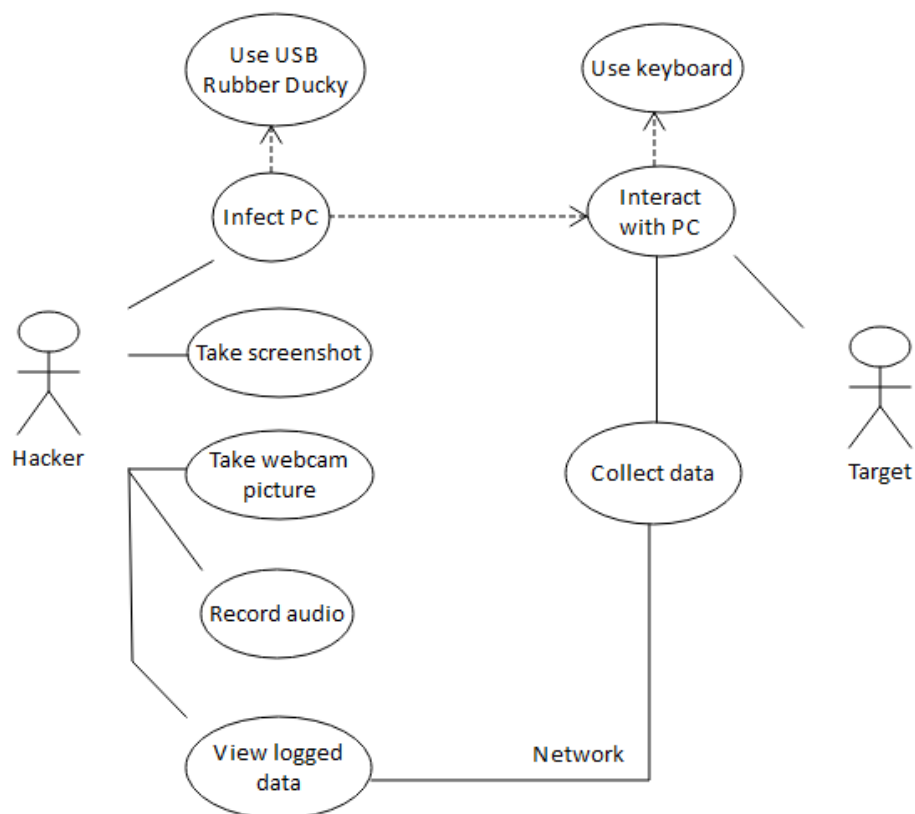 Use USB
Rubber Ducky
Use keyboard
Infect PC
Interact
with PC
Take screenshot
Hacker
Take webcam
picture
Collect data
Target
Record audio
View logged
data
Network